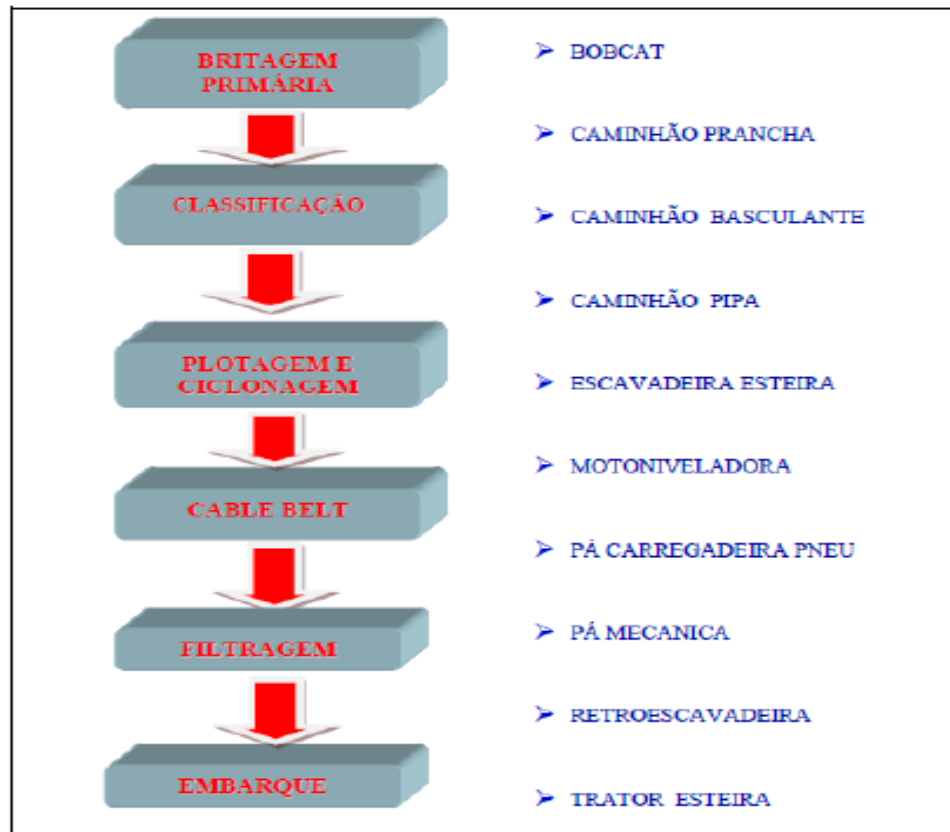 BRITAGEM
PRIMÁRIA
CLASSIFICAÇÃO
PLOTAGEM E
CICLONAGEM
CABLE BELT
FILTRAGEM
EMBARQUE
➢ BOBCAT
➢ CAMINHÃO PRANCHA
➢ CAMINHÃO BASCULANTE
➢ CAMINHÃO PIPA
➢ ESCAVADEIRA ESTEIRA
➢ MOTONIVELADORA
➢ PÁ CARREGADEIRA PNEU
➢ PÁ MECANICA
➢ RETROESCAVADEIRA
➢ TRATOR ESTEIRA